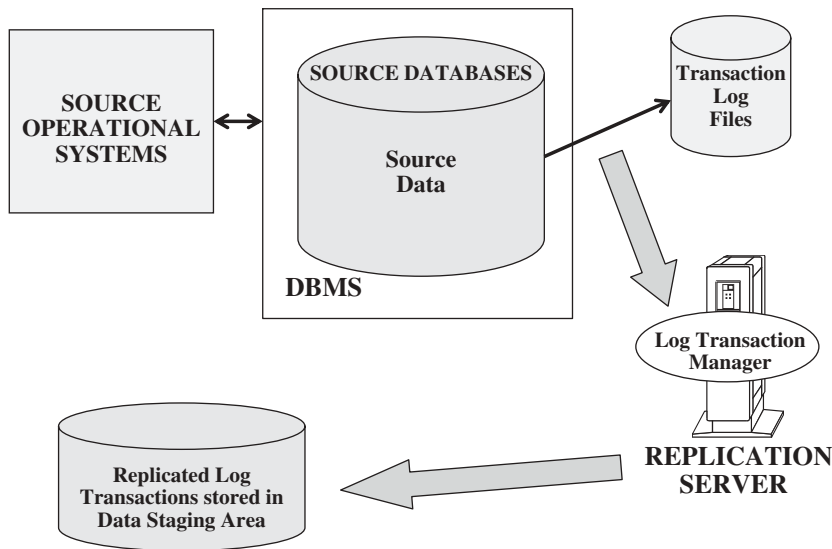 SOURCE
OPERATIONAL
SYSTEMS
SOURCE DATABASES
Source
Data
DBMS
Transaction
Log
Files
Log Transaction
Manager
REPLICATION
SERVER
Replicated Log
Transactions stored in
Data Staging Area